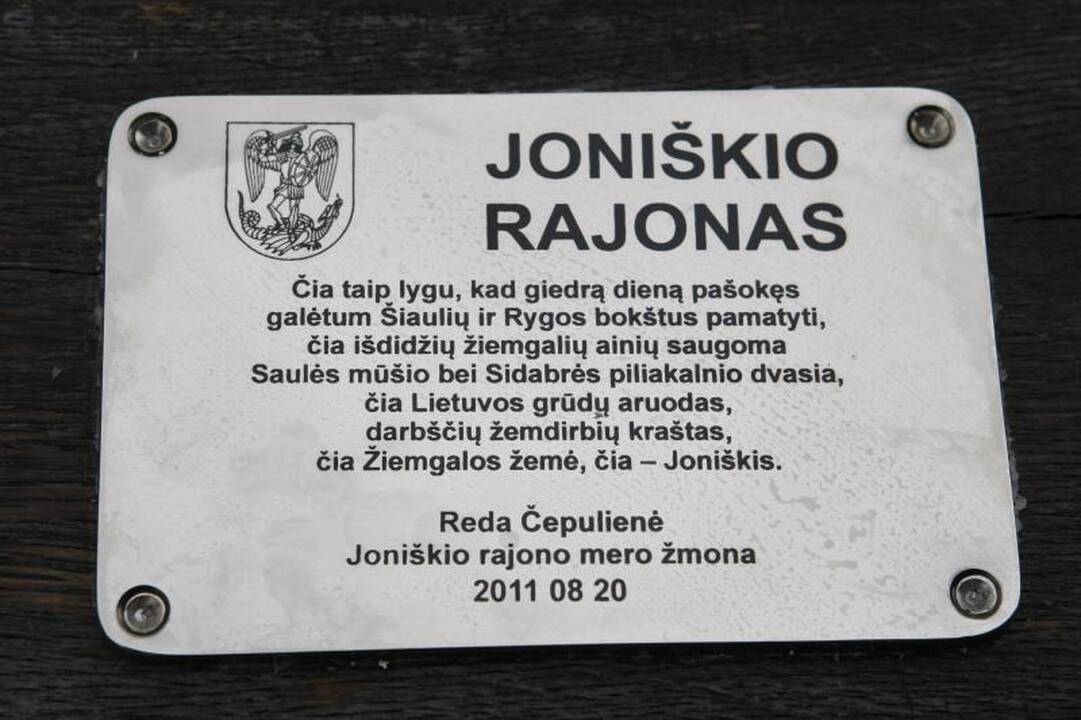 JONIŠKIO
RAJONAS
Čia taip lygu, kad giedrą dieną pašokęs
galėtum Šiaulių ir Rygos bokštus pamatyti,
čia išdidžių žiemgalių ainių saugoma
Saulės mūšio bei Sidabrės piliakalnio dvasia,
čia Lietuvos grūdų aruodas,
darbščių žemdirbių kraštas,
čia Žiemgalos žemė, čia – Joniškis.
Reda Čepulienė
Joniškio rajono mero žmona
2011 08 20